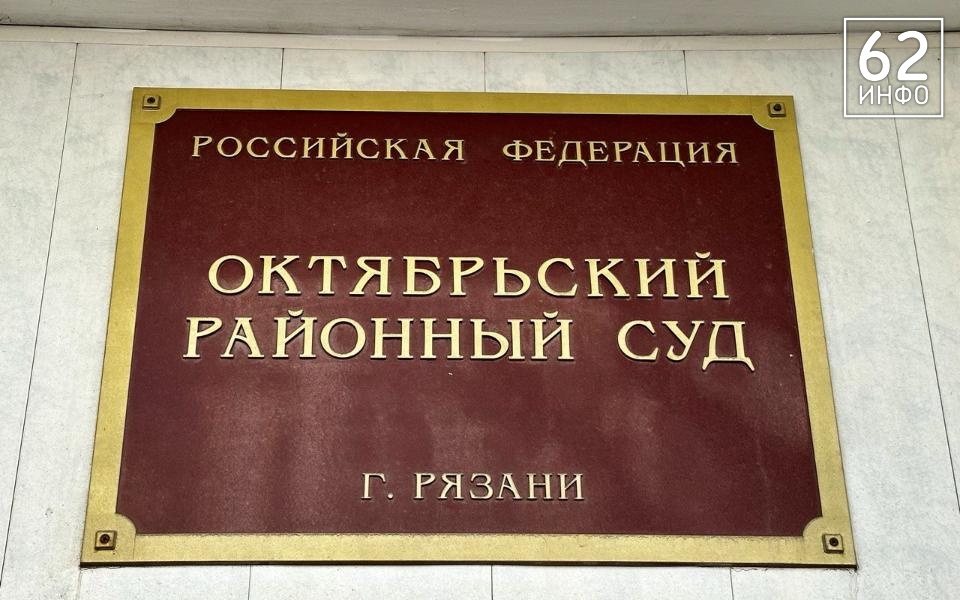 62
ИНФО
РОССИЙСКАЯ ФЕДЕРАЦИЯ
ОКТЯБРЬСКИЙ
РАЙОННЫЙ СУД
Г. РЯЗАНИ